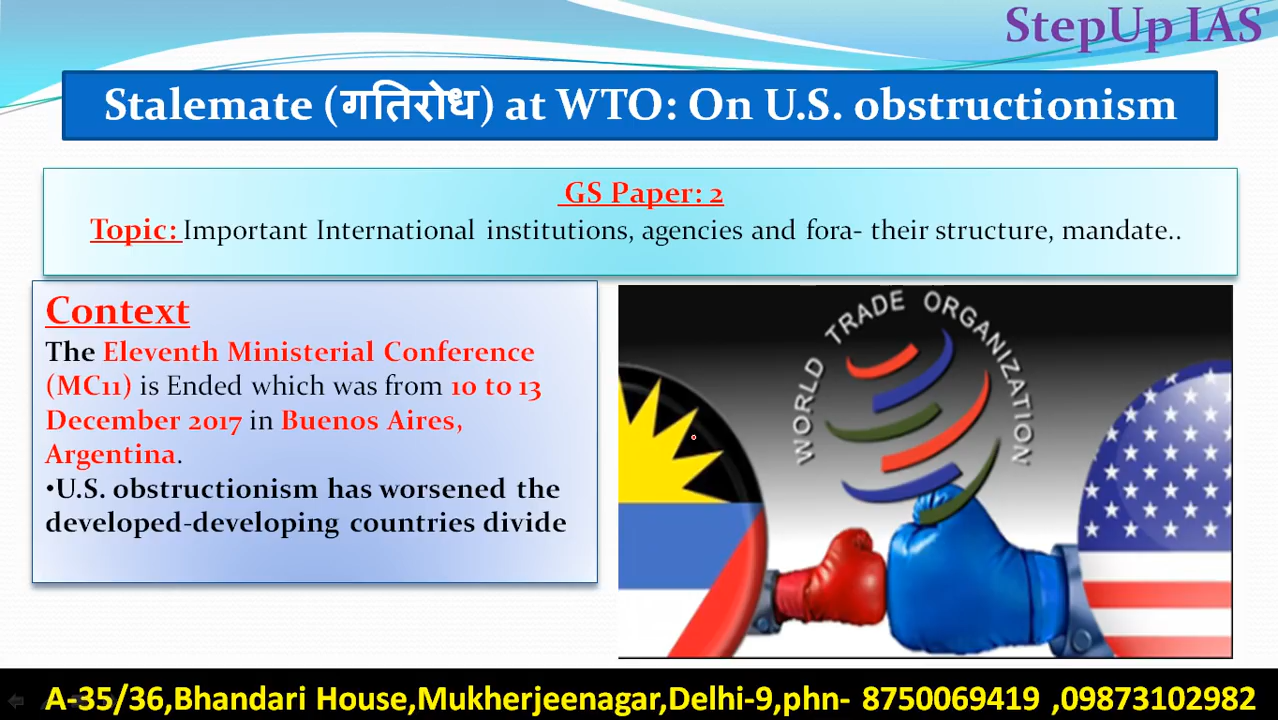 StepUp IAS
Stalemate (गतिरोध) at WTO: On U.S. obstructionism
GS Paper: 2
Topic: Important International institutions, agencies and fora- their structure, mandate..
Context
The Eleventh Ministerial Conference
(MC11) is Ended which was from 10 to 13
December 2017 in Buenos Aires,
Argentina.
•U.S. obstructionism has worsened the
developed-developing countries divide
WORLD TRADE ORGANIZATION
A-35/36,Bhandari House,Mukherjeenagar,Delhi-9,phn- 8750069419 ,09873102982